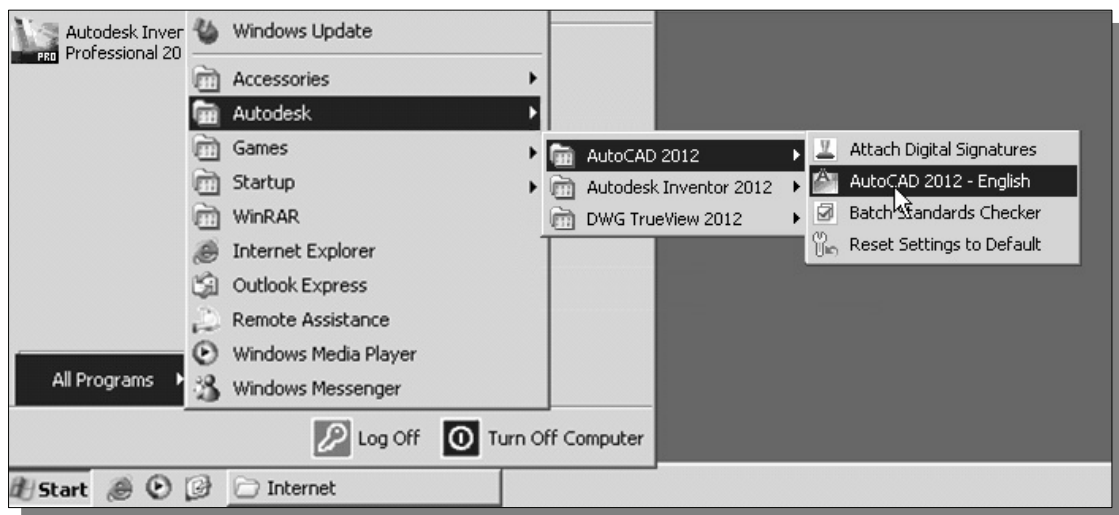 Autodesk Inver
PRO Professional 20
Windows Update
Accessories
Autodesk
Games
Startup
WinRAR
Internet Explorer
Outlook Express
Remote Assistance
Windows Media Player
Windows Messenger
AutoCAD 2012
Autodesk Inventor 2012
DWG TrueView 2012
Attach Digital Signatures
AutoCAD 2012 - English
Batch Standards Checker
Reset Settings to Default
All Programs
Log Off
Turn Off Computer
Start
Internet